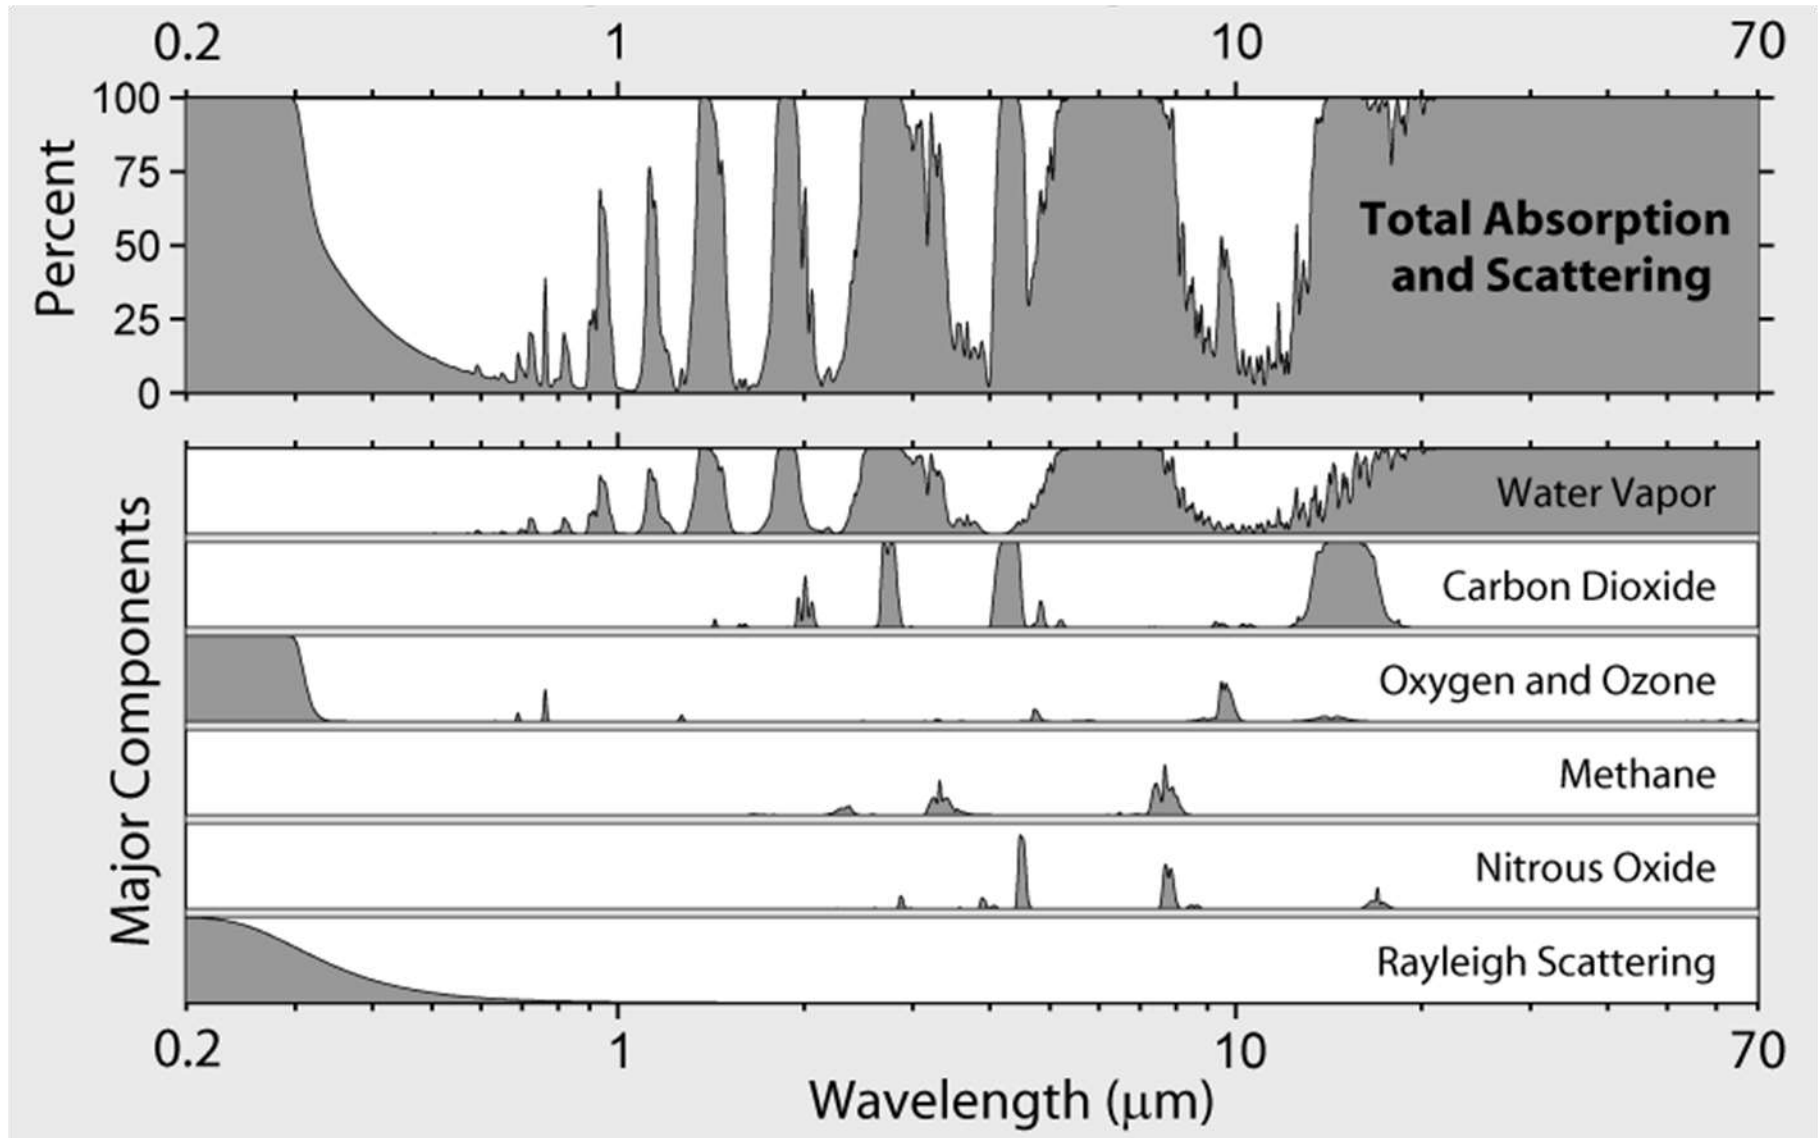 0.2 1 10 70
100
75
50
25
0
Percent
Total Absorption
and Scattering
Major Components
Water Vapor
Carbon Dioxide
Oxygen and Ozone
Methane
Nitrous Oxide
Rayleigh Scattering
0.2 1 10 70
Wavelength (μm)